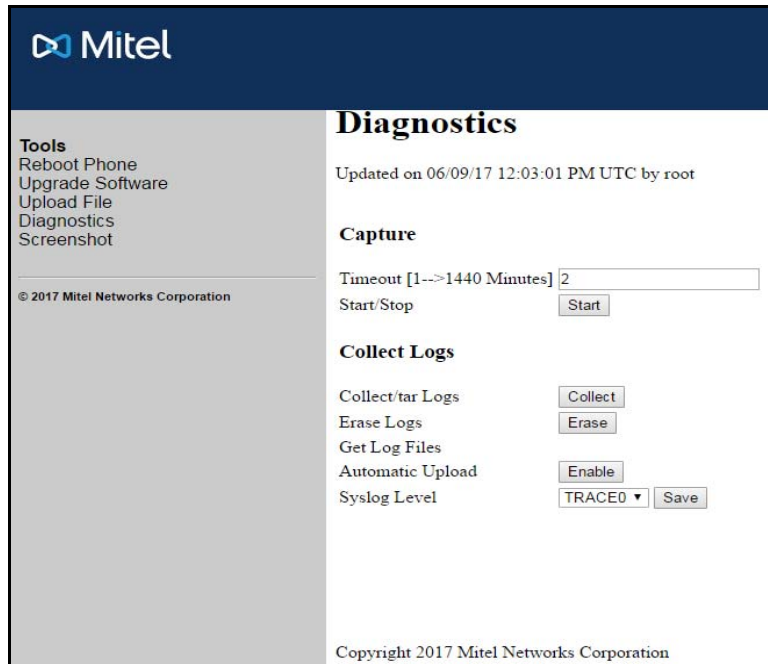 Mitel
Tools
Reboot Phone
Upgrade Software
Upload File
Diagnostics
Screenshot
© 2017 Mitel Networks Corporation
Diagnostics
Updated on 06/09/17 12:03:01 PM UTC by root
Capture
Timeout [1-->1440 Minutes] 2
Start/Stop Start
Collect Logs
Collect/tar Logs Collect
Erase Logs Erase
Get Log Files
Automatic Upload Enable
Syslog Level TRACE0 Save
Copyright 2017 Mitel Networks Corporation